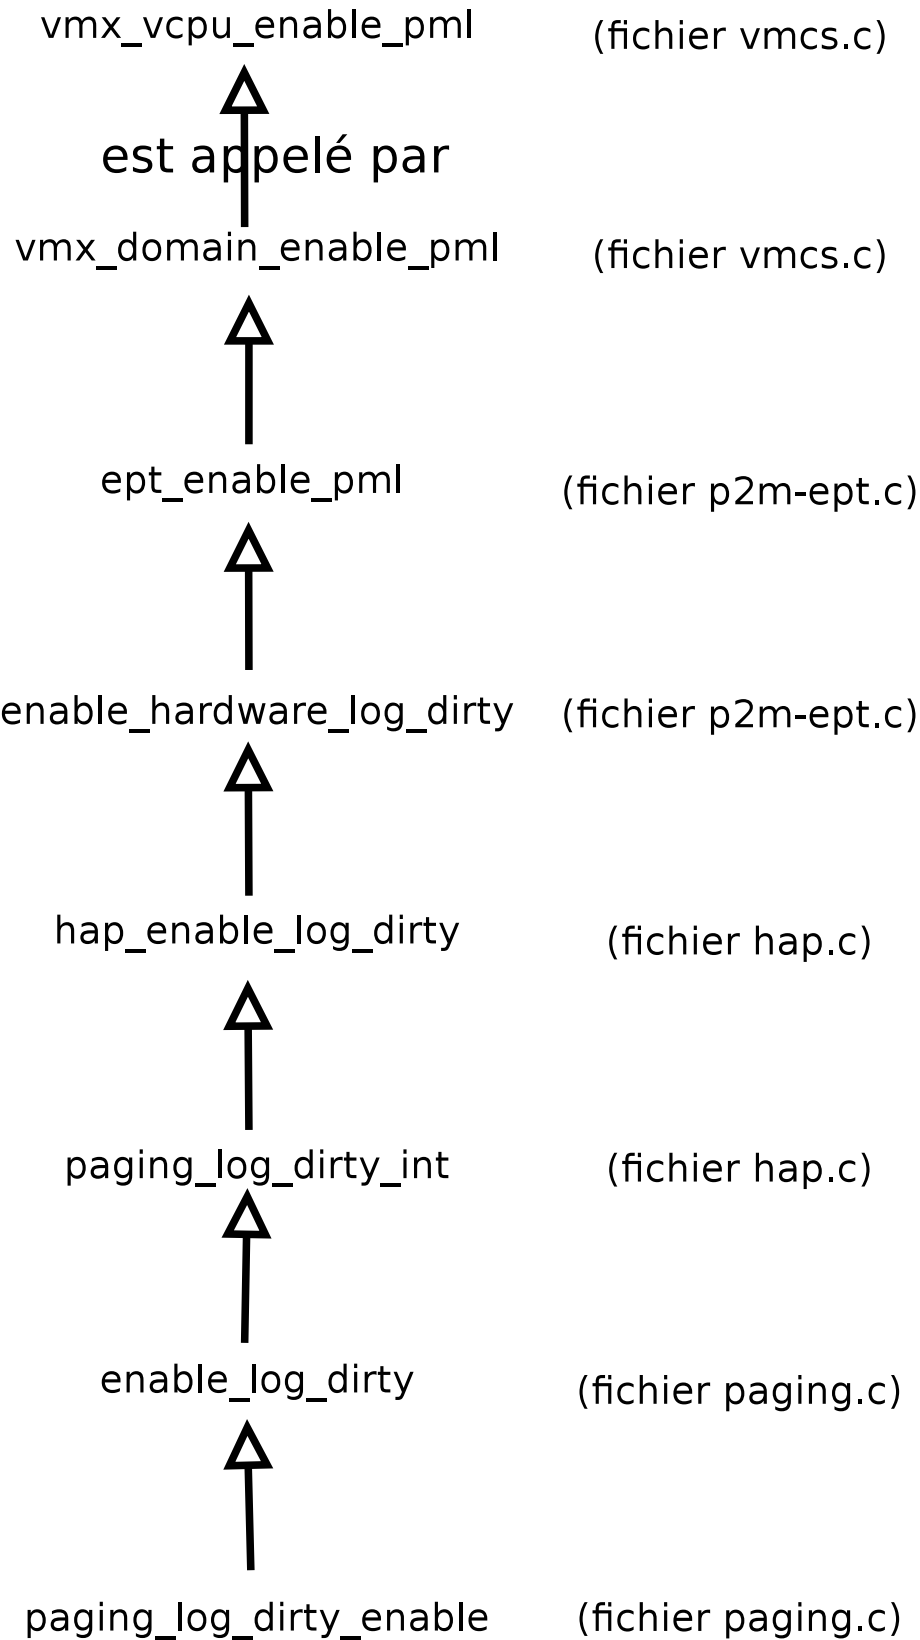 vmx_vcpu_enable_pml (fichier vmcs.c)
est appelé par
vmx_domain_enable_pml (fichier vmcs.c)
ept_enable_pml (fichier p2m-ept.c)
enable_hardware_log_dirty (fichier p2m-ept.c)
hap_enable_log_dirty (fichier hap.c)
paging_log_dirty_int (fichier hap.c)
enable_log_dirty (fichier paging.c)
paging_log_dirty_enable (fichier paging.c)